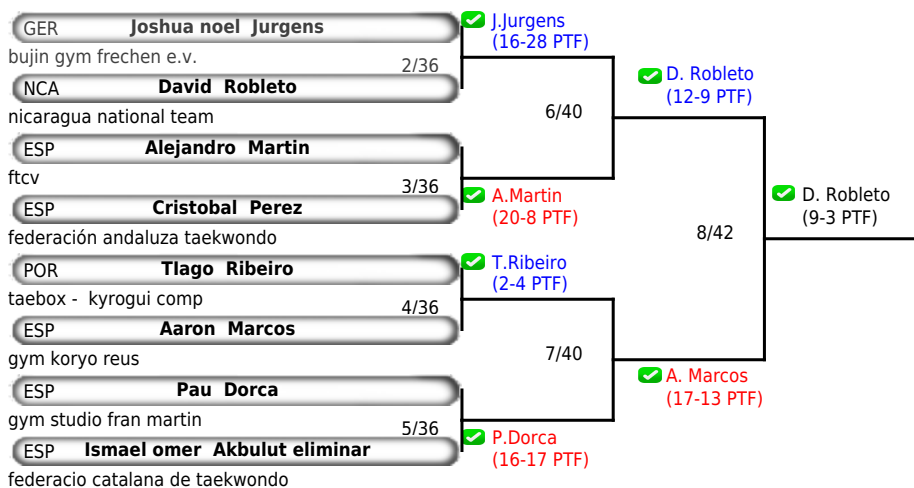 GER Joshua noel Jurgens
bujin gym frechen e.v.
2/36
NCA David Robleto
nicaragua national team
ESP Alejandro Martin
ftcv
3/36
ESP Cristobal Perez
federación andaluza taekwondo
POR TIago Ribeiro
taebox - kyrogui comp
4/36
ESP Aaron Marcos
gym koryo reus
ESP Pau Dorca
gym studio fran martin
5/36
ESP Ismael omer Akbulut eliminar
federacio catalana de taekwondo
J.Jurgens
(16-28 PTF)
6/40
A.Martin
(20-8 PTF)
T.Ribeiro
(2-4 PTF)
7/40
P.Dorca
(16-17 PTF)
D. Robleto
(12-9 PTF)
8/42
A. Marcos
(17-13 PTF)
D. Robleto
(9-3 PTF)